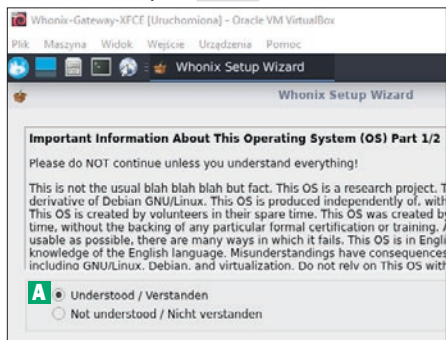 Whonix-Gateway-XFCE [Uruchomiona] - Oracle VM VirtualBox
Plik Maszyna Widok Wejście Urządzenia Pomoc
Whonix Setup Wizard
Whonix Setup Wizard
Important Information About This Operating System (OS) Part 1/2
Please do NOT continue unless you understand everything!
This is not the usual blah blah blah but fact. This OS is a research project.
derivative of Debian GNU/Linux. This OS is produced independently of, with
This OS is created by volunteers in their spare time. This OS was created by
time, without the backing of any particular formal certification or training.
usable as possible, there are many ways in which it fails. This OS is in Engli
knowledge of the English language. Misunderstandings have consequences
including GNU/Linux, Debian, and virtualization. Do not rely on This OS with
A Understood / Verstanden
Not understood / Nicht verstanden